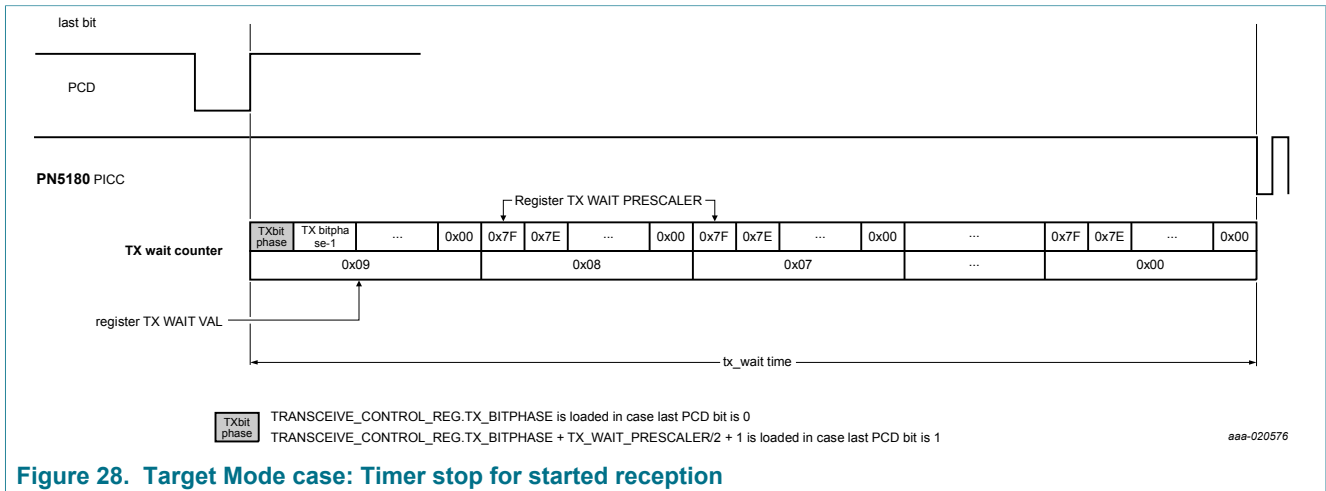 last bit
PCD
PN5180 PICC
Register TX WAIT PRESCALER
TX wait counter
TXbit phase TX bitpha se-1 ... 0x00 0x7F 0x7E ... 0x00 0x7F 0x7E ... 0x00 ... 0x7F 0x7E ... 0x00
0x09 0x08 0x07 ... 0x00
register TX WAIT VAL
tx_wait time
TXbit phase
TRANSCEIVE_CONTROL_REG.TX_BITPHASE is loaded in case last PCD bit is 0
TRANSCEIVE_CONTROL_REG.TX_BITPHASE + TX_WAIT_PRESCALER/2 + 1 is loaded in case last PCD bit is 1
aaa-020576
Figure 28. Target Mode case: Timer stop for started reception